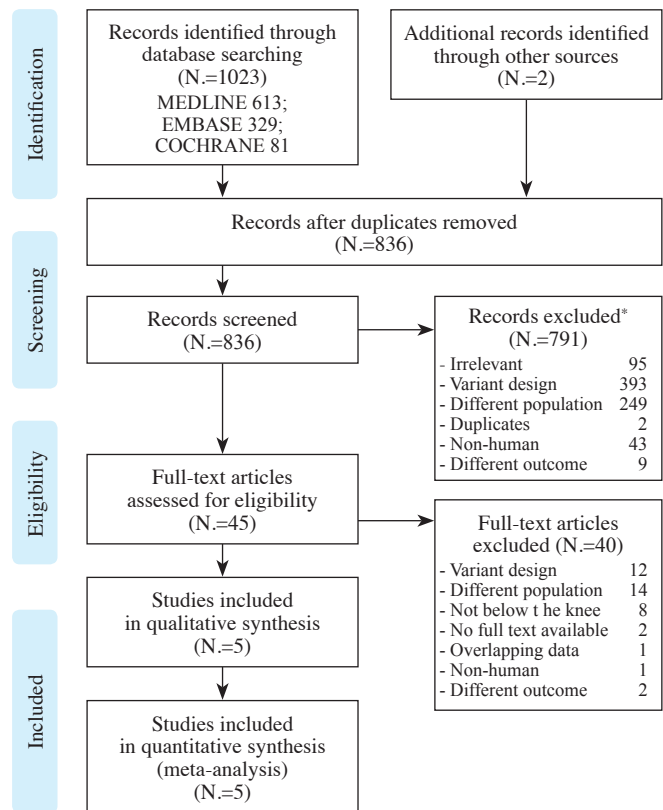 Identification
Records identified through
database searching
(N.=1023)
MEDLINE 613;
EMBASE 329;
COCHRANE 81
Additional records identified
through other sources
(N.=2)
Records after duplicates removed
(N.=836)
Screening
Records screened
(N.=836)
Records excluded*
(N.=791)
- Irrelevant 95
- Variant design 393
- Different population 249
- Duplicates 2
- Non-human 43
- Different outcome 9
Eligibility
Full-text articles
assessed for eligibility
(N.=45)
Full-text articles
excluded (N.=40)
- Variant design 12
- Different population 14
- Not below t he knee 8
- No full text available 2
- Overlapping data 1
- Non-human 1
- Different outcome 2
Included
Studies included
in qualitative synthesis
(N.=5)
Studies included
in quantitative synthesis
(meta-analysis)
(N.=5)